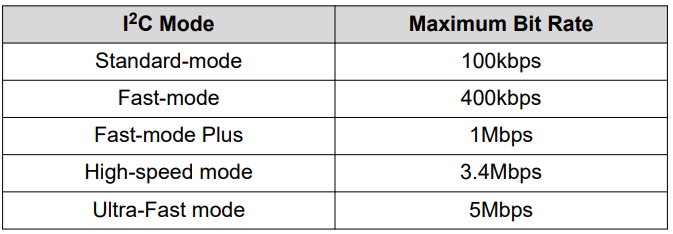 I²C Mode Maximum Bit Rate
Standard-mode 100kbps
Fast-mode 400kbps
Fast-mode Plus 1Mbps
High-speed mode 3.4Mbps
Ultra-Fast mode 5Mbps